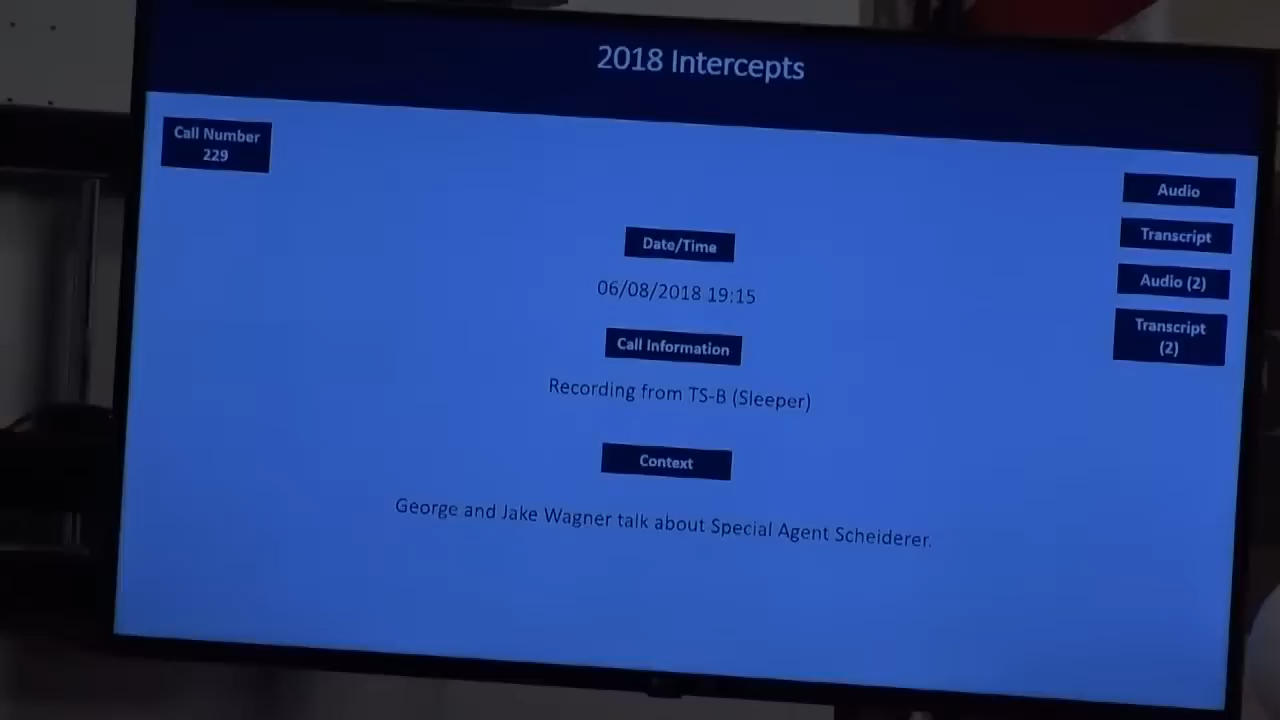 2018 Intercepts
Call Number
229
Audio
Transcript
Audio (2)
Transcript
(2)
Date/Time
06/08/2018 19:15
Call Information
Recording from TS-B (Sleeper)
Context
George and Jake Wagner talk about Special Agent Scheiderer.